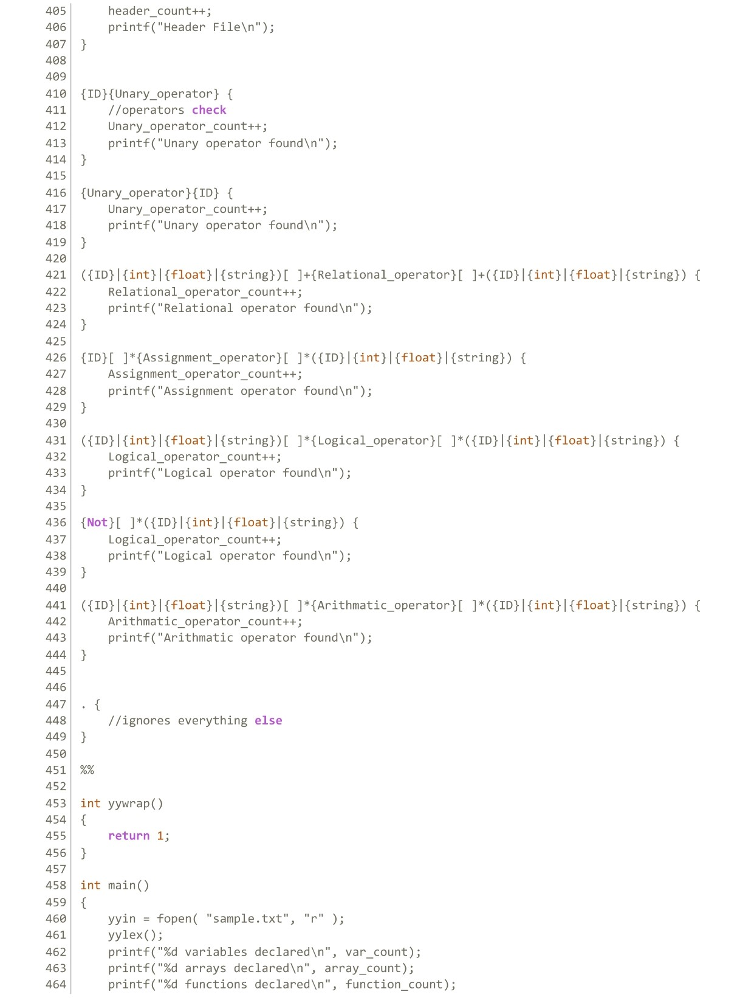 405     header_count++;
406     printf("Header File\n");
407 }
408
409
410 {ID}{Unary_operator} {
411     //operators check
412     Unary_operator_count++;
413     printf("Unary operator found\n");
414 }
415
416 {Unary_operator}{ID} {
417     Unary_operator_count++;
418     printf("Unary operator found\n");
419 }
420
421 ({ID}|{int}|{float}|{string})[ ]+{Relational_operator}[ ]+({ID}|{int}|{float}|{string}) {
422     Relational_operator_count++;
423     printf("Relational operator found\n");
424 }
425
426 {ID}[ ]*{Assignment_operator}[ ]*({ID}|{int}|{float}|{string}) {
427     Assignment_operator_count++;
428     printf("Assignment operator found\n");
429 }
430
431 ({ID}|{int}|{float}|{string})[ ]*{Logical_operator}[ ]*({ID}|{int}|{float}|{string}) {
432     Logical_operator_count++;
433     printf("Logical operator found\n");
434 }
435
436 {Not}[ ]*({ID}|{int}|{float}|{string}) {
437     Logical_operator_count++;
438     printf("Logical operator found\n");
439 }
440
441 ({ID}|{int}|{float}|{string})[ ]*{Arithmatic_operator}[ ]*({ID}|{int}|{float}|{string}) {
442     Arithmatic_operator_count++;
443     printf("Arithmatic operator found\n");
444 }
445
446
447 . {
448     //ignores everything else
449 }
450
451 %%
452
453 int yywrap()
454 {
455     return 1;
456 }
457
458 int main()
459 {
460     yyin = fopen( "sample.txt", "r" );
461     yylex();
462     printf("%d variables declared\n", var_count);
463     printf("%d arrays declared\n", array_count);
464     printf("%d functions declared\n", function_count);